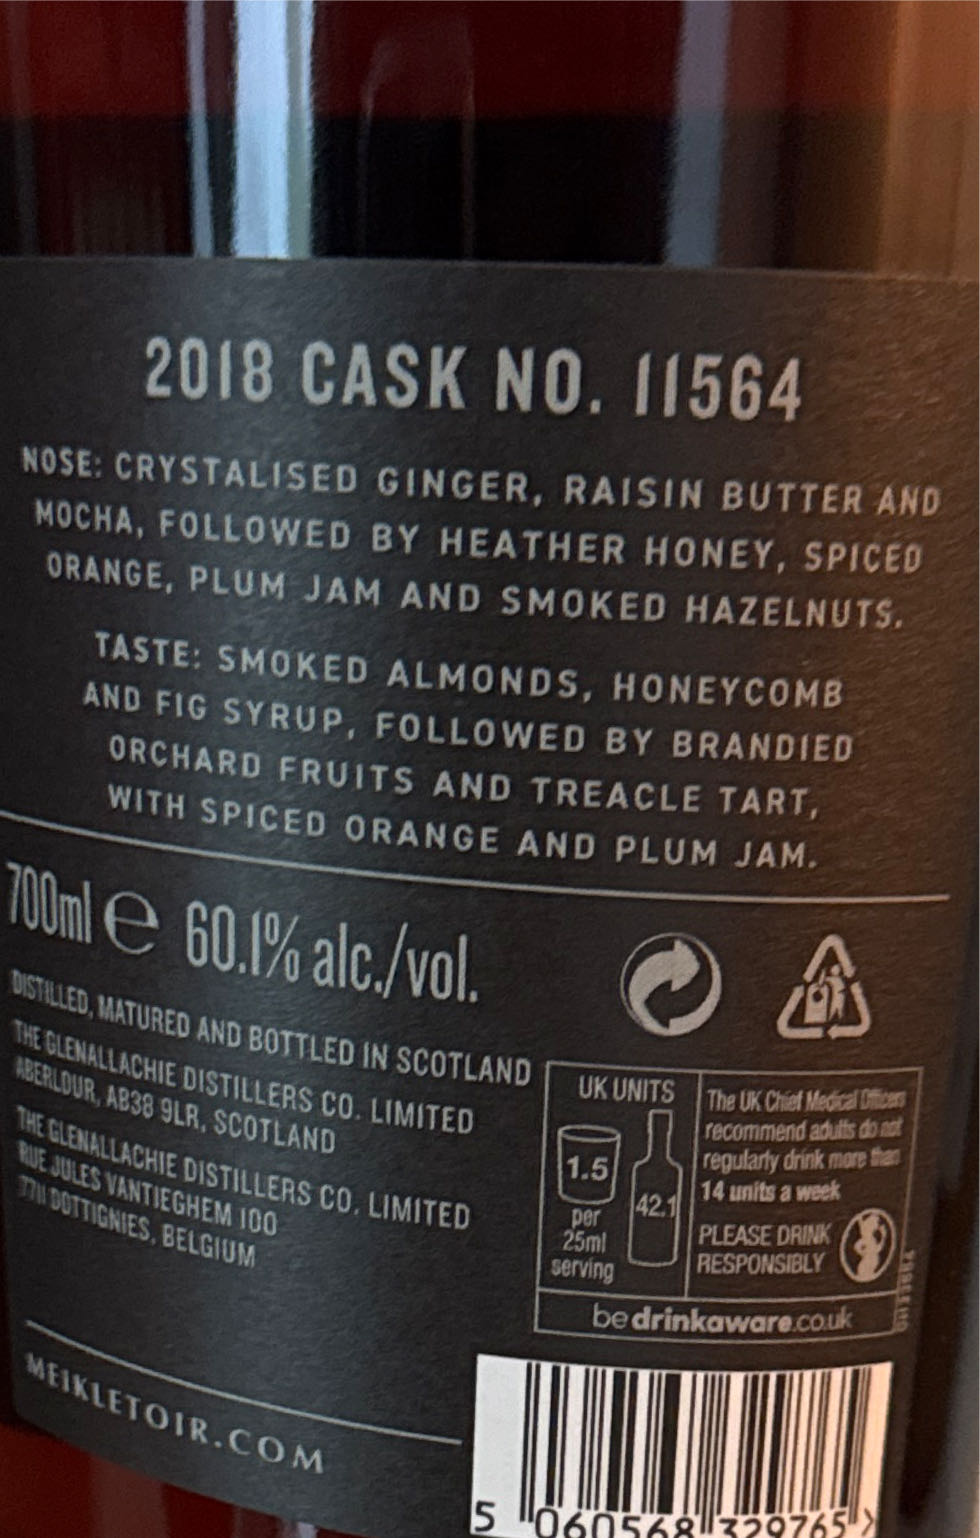 2018 CASK NO. 11564
NOSE: CRYSTALISED GINGER, RAISIN BUTTER AND
MOCHA, FOLLOWED BY HEATHER HONEY, SPICED
ORANGE, PLUM JAM AND SMOKED HAZELNUTS.
TASTE: SMOKED ALMONDS, HONEYCOMB
AND FIG SYRUP, FOLLOWED BY BRANDIED
ORCHARD FRUITS AND TREACLE TART,
WITH SPICED ORANGE AND PLUM JAM.
700ml e 60.1% alc./vol.
DISTILLED, MATURED AND BOTTLED IN SCOTLAND
THE GLENALLACHIE DISTILLERS CO. LIMITED
ABERLOUR, AB38 9LR, SCOTLAND
THE GLENALLACHIE DISTILLERS CO. LIMITED
RUE JULES VANTIEGHEM 100
7711 DOTTIGNIES, BELGIUM
UK UNITS
1.5
per
25ml
serving
42.1
The UK Chief Medical Officers
recommend adults do not
regularly drink more than
14 units a week
PLEASE DRINK
RESPONSIBLY
bedrinkaware.co.uk
MEIKLETOIR.COM
5 060568 329765 >